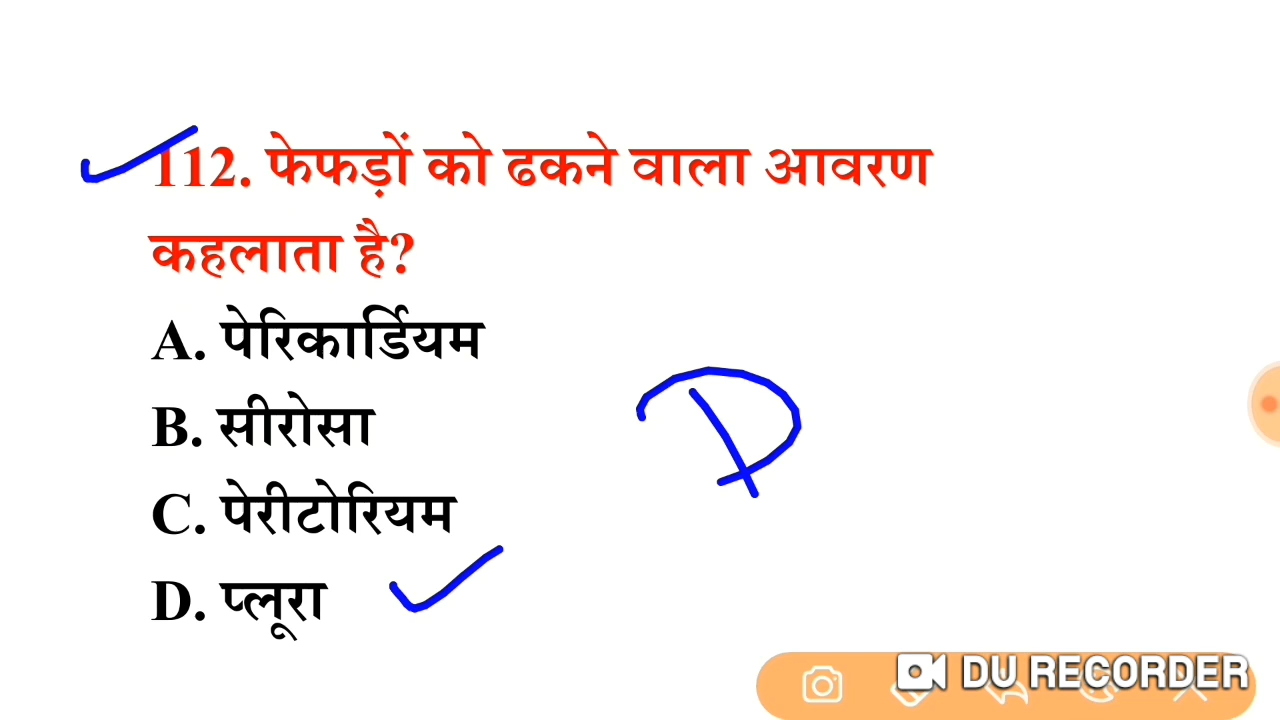 112. फेफड़ों को ढकने वाला आवरण
कहलाता है?
A. पेरिकार्डियम
B. सीरोसा
C. पेरीटोरियम
D. प्लूरा
D
DU RECORDER